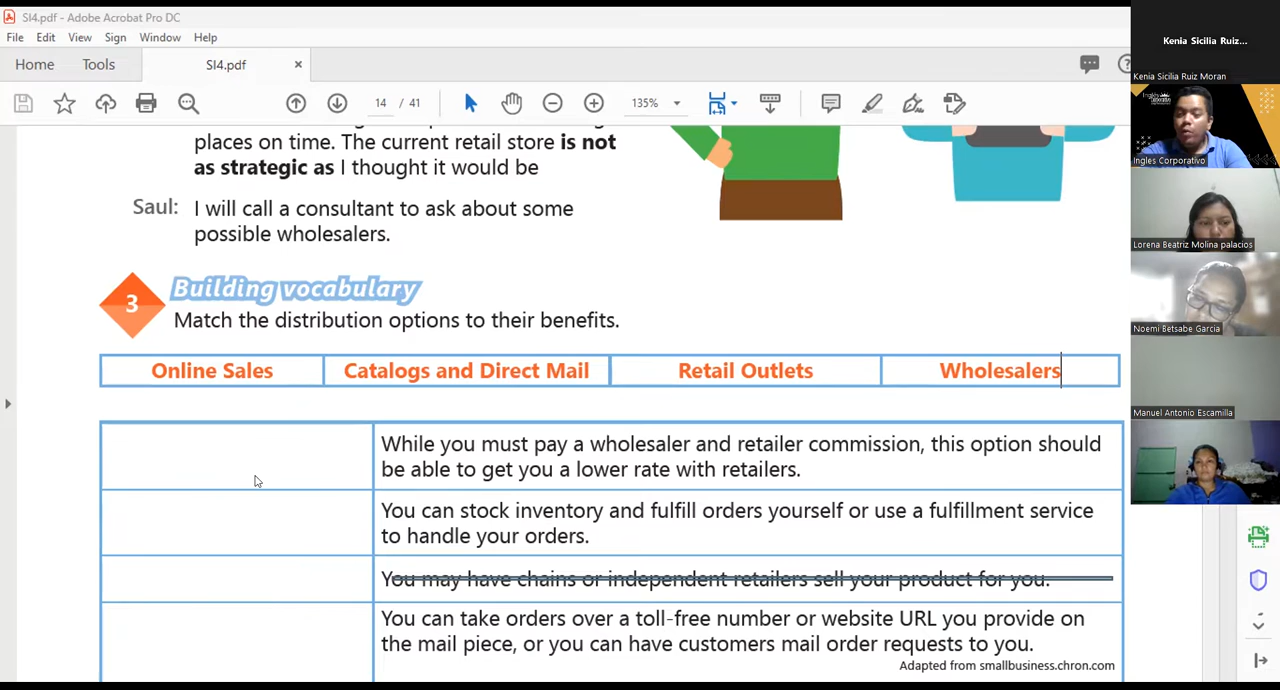 SI4.pdf - Adobe Acrobat Pro DC
File Edit View Sign Window Help
Home Tools SI4.pdf ×
14 / 41 135%
places on time. The current retail store is not
as strategic as I thought it would be
Saul: I will call a consultant to ask about some
possible wholesalers.
3 Building vocabulary
Match the distribution options to their benefits.
Online Sales Catalogs and Direct Mail Retail Outlets Wholesalers
While you must pay a wholesaler and retailer commission, this option should
be able to get you a lower rate with retailers.
You can stock inventory and fulfill orders yourself or use a fulfillment service
to handle your orders.
You may have chains or independent retailers sell your product for you.
You can take orders over a toll-free number or website URL you provide on
the mail piece, or you can have customers mail order requests to you.
Adapted from smallbusiness.chron.com
Kenia Sicilia Ruiz...
Kenia Sicilia Ruiz Moran
Ingles Corporativo
Lorena Beatriz Molina palacios
Noemi Betsabe Garcia
Manuel Antonio Escamilla